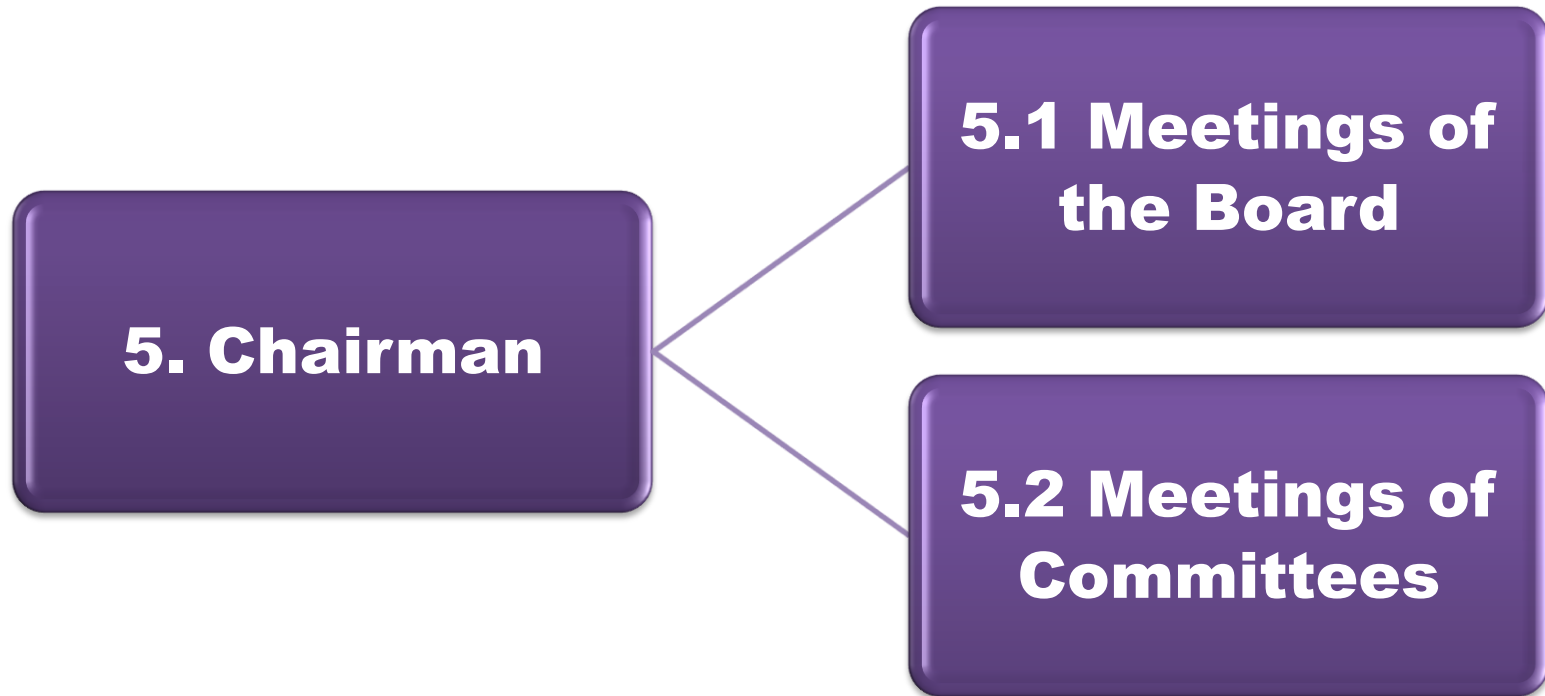 5. Chairman
5.1 Meetings of
the Board
5.2 Meetings of
Committees